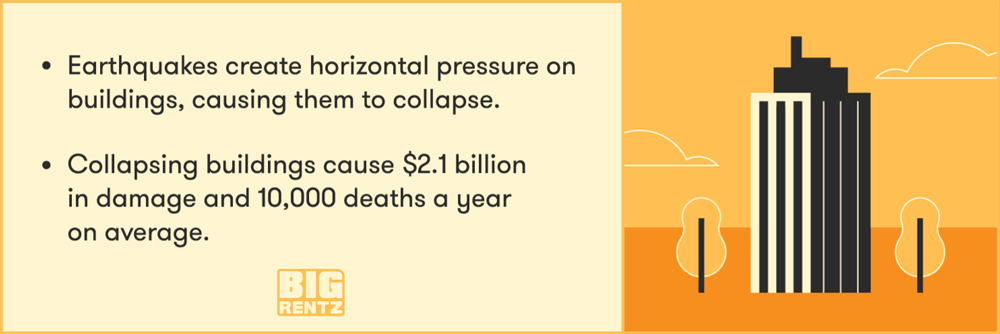 • Earthquakes create horizontal pressure on
buildings, causing them to collapse.
• Collapsing buildings cause $2.1 billion
in damage and 10,000 deaths a year
on average.
BIG
RENTZ